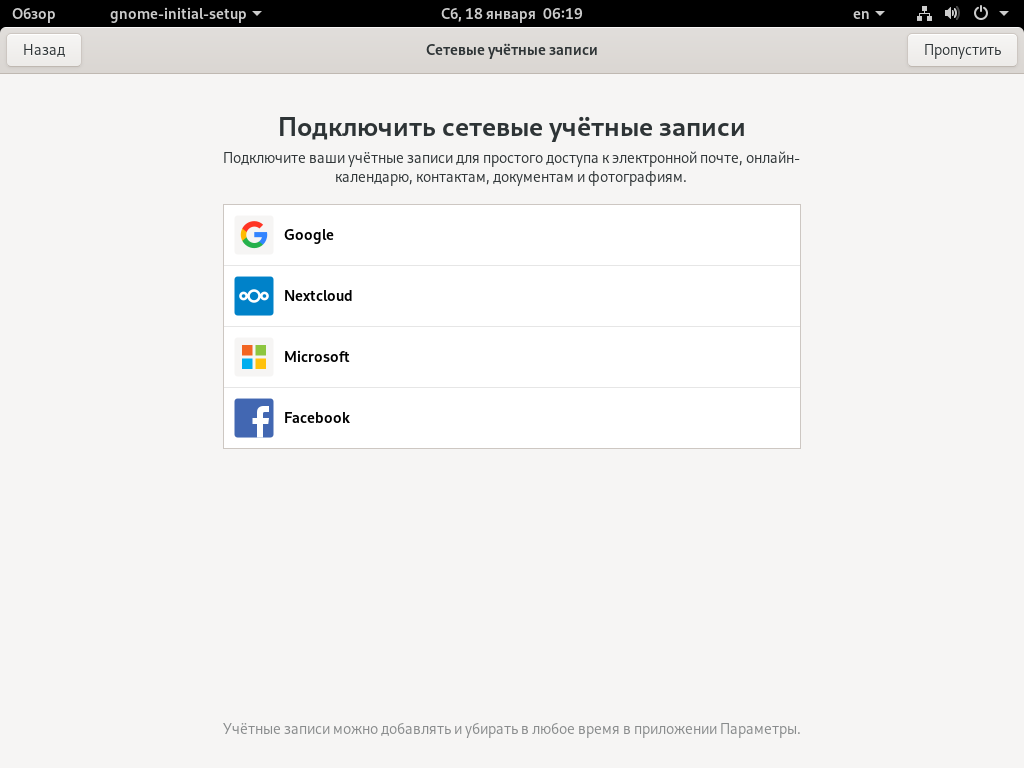 Обзор gnome-initial-setup Сб, 18 января 06:19 en
Назад Сетевые учётные записи Пропустить
Подключить сетевые учётные записи
Подключите ваши учётные записи для простого доступа к электронной почте, онлайн-
календарю, контактам, документам и фотографиям.
Google
Nextcloud
Microsoft
Facebook
Учётные записи можно добавлять и убирать в любое время в приложении Параметры.